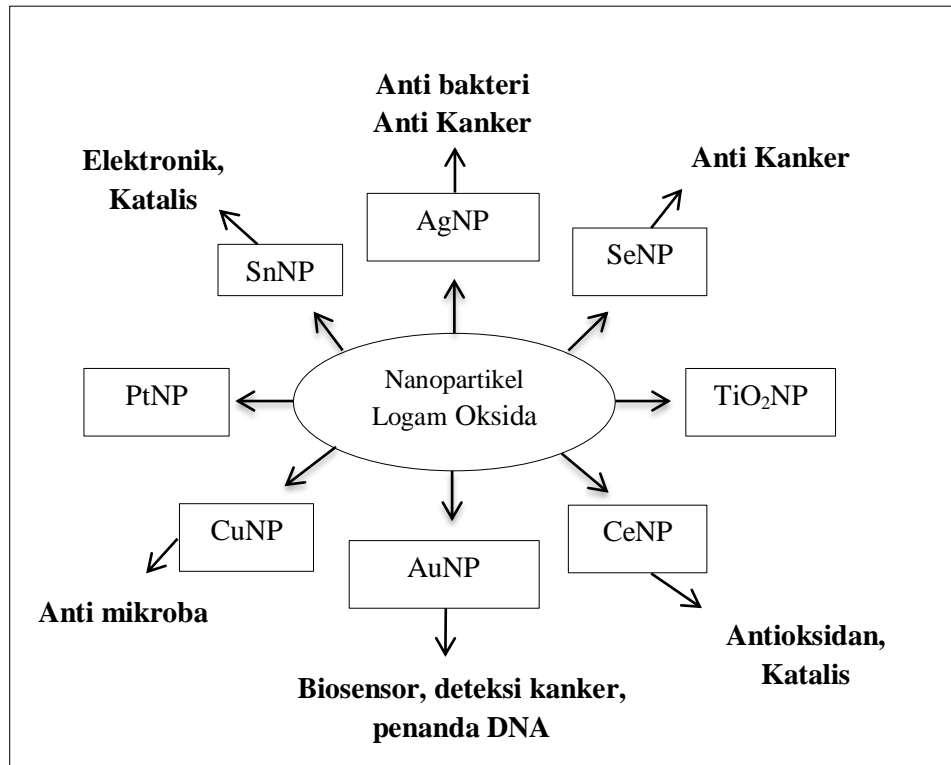 Anti bakteri
Anti Kanker
Elektronik,
Katalis
Anti Kanker
AgNP
SeNP
SnNP
Nanopartikel
Logam Oksida
PtNP
TiO₂NP
CuNP
CeNP
AuNP
Anti mikroba
Antioksidan,
Katalis
Biosensor, deteksi kanker,
penanda DNA